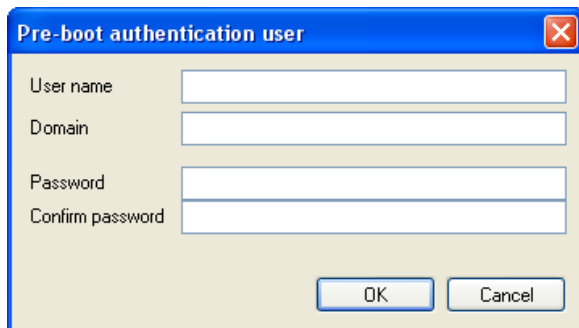 Pre-boot authentication user
User name
Domain
Password
Confirm password
OK Cancel